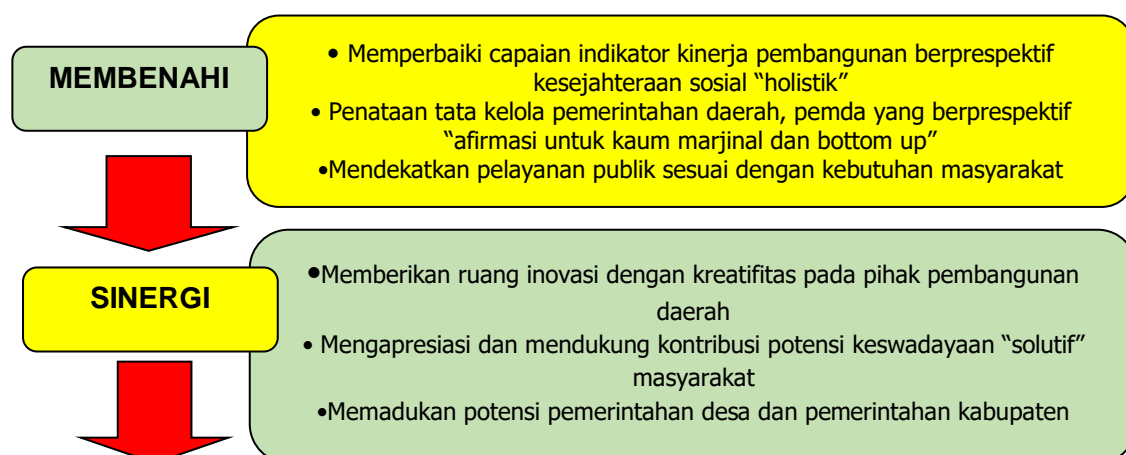 MEMBENAHI
• Memperbaiki capaian indikator kinerja pembangunan berprespektif
kesejahteraan sosial “holistik”
• Penataan tata kelola pemerintahan daerah, pemda yang berprespektif
“afirmasi untuk kaum marjinal dan bottom up”
•Mendekatkan pelayanan publik sesuai dengan kebutuhan masyarakat
SINERGI
•Memberikan ruang inovasi dengan kreatifitas pada pihak pembangunan
daerah
• Mengapresiasi dan mendukung kontribusi potensi keswadayaan “solutif”
masyarakat
•Memadukan potensi pemerintahan desa dan pemerintahan kabupaten